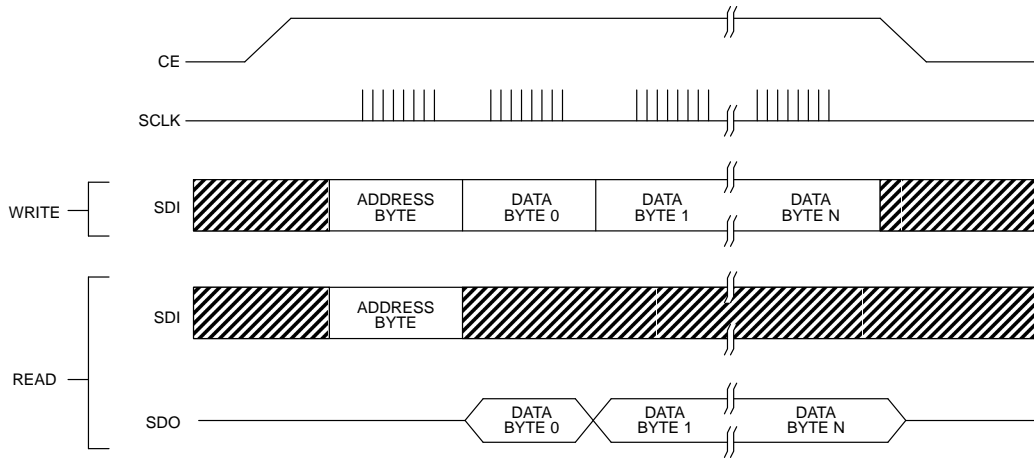 CE
SCLK
WRITE
SDI
ADDRESS
BYTE
DATA
BYTE 0
DATA
BYTE 1
DATA
BYTE N
READ
SDI
ADDRESS
BYTE
SDO
DATA
BYTE 0
DATA
BYTE 1
DATA
BYTE N